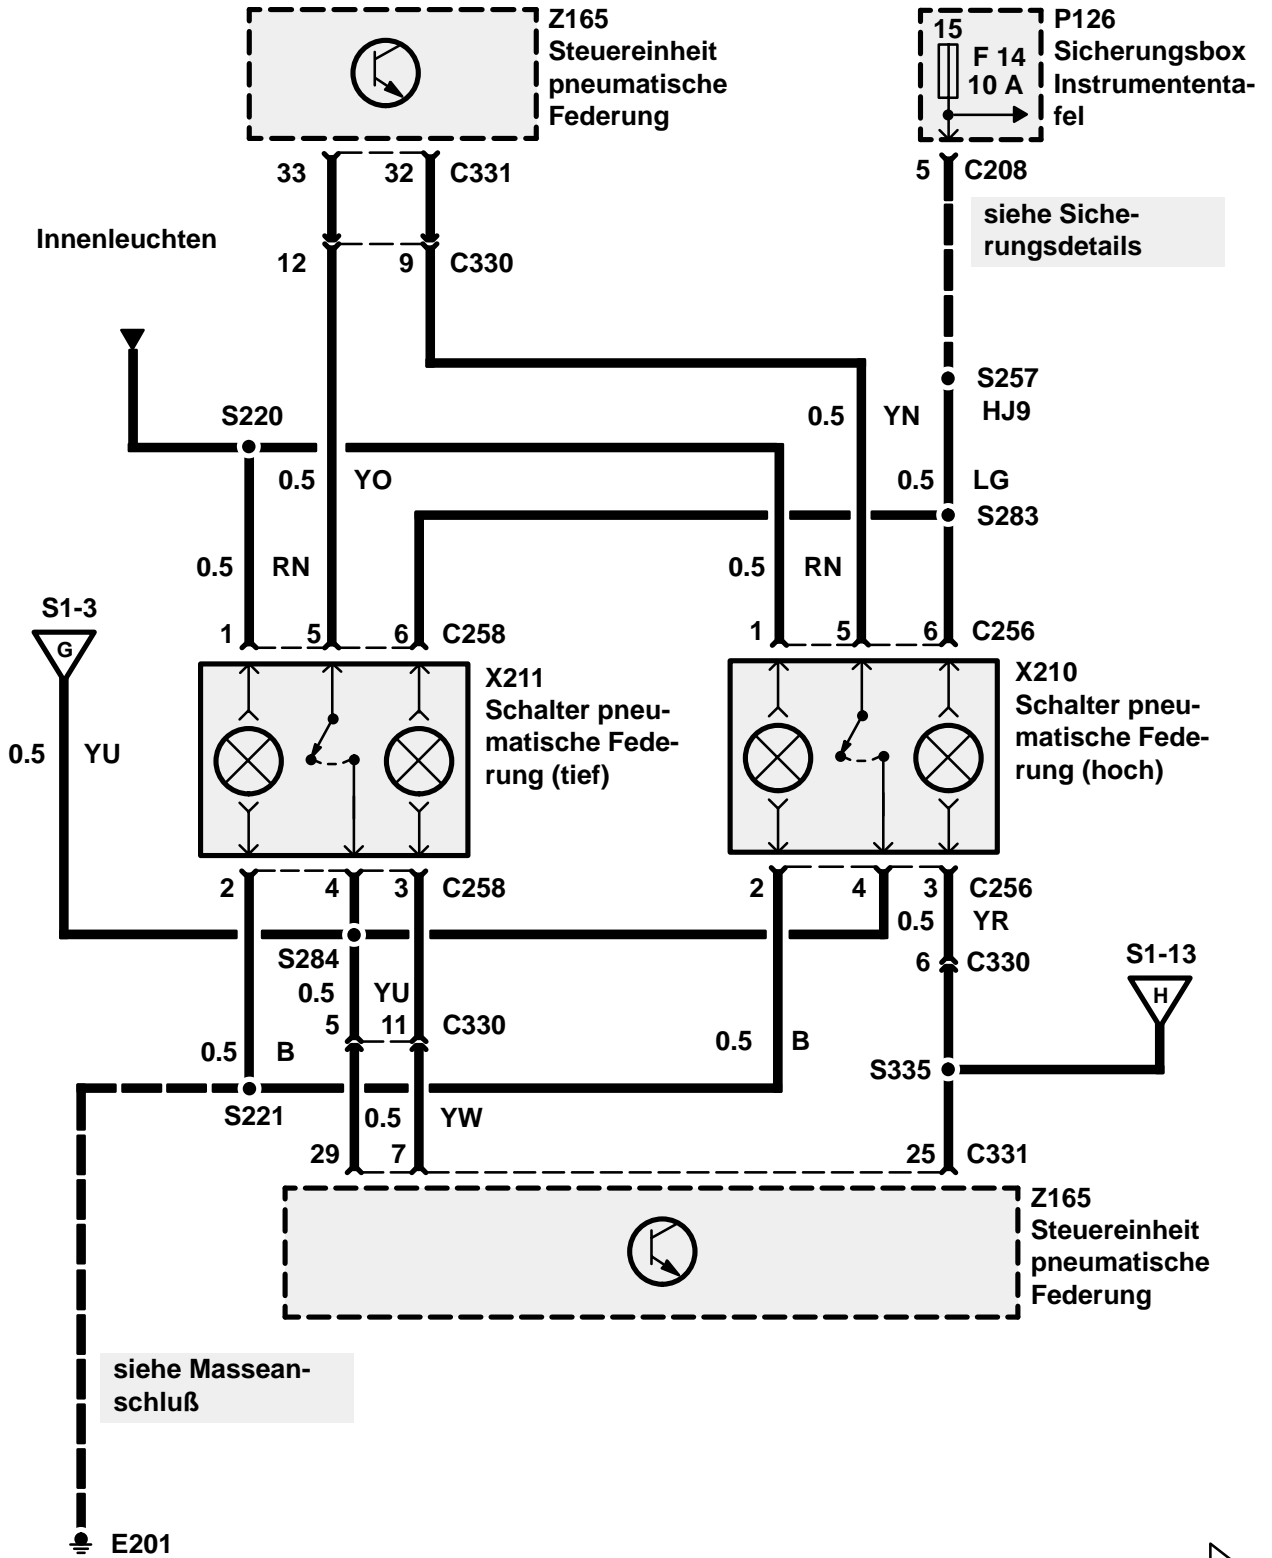 Z165
Steuereinheit
pneumatische
Federung
15
F 14
10 A
P126
Sicherungsbox
Instrumententa-
fel
33
32
C331
5
C208
siehe Siche-
rungsdetails
Innenleuchten
12
9
C330
S257
HJ9
S220
0.5
YN
0.5
YO
0.5
LG
S283
0.5
RN
0.5
RN
S1-3
G
1
5
6
C258
1
5
6
C256
X211
Schalter pneu-
matische Fede-
rung (tief)
X210
Schalter pneu-
matische Fede-
rung (hoch)
0.5
YU
2
4
3
C258
2
4
3
C256
0.5
YR
S284
6
C330
S1-13
H
0.5
YU
5
11
C330
0.5
B
0.5
B
S335
S221
0.5
YW
29
7
25
C331
Z165
Steuereinheit
pneumatische
Federung
siehe Massean-
schluß
E201